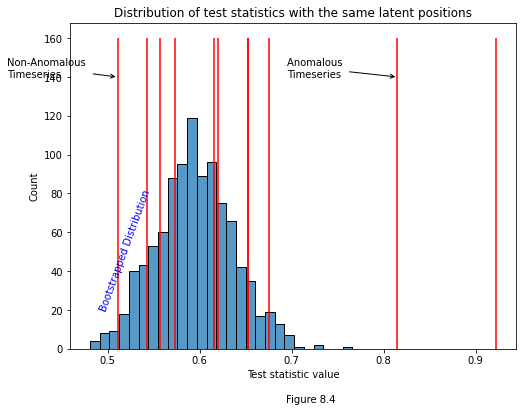 Distribution of test statistics with the same latent positions
160
Non-Anomalous
Timeseries
Anomalous
Timeseries
140
120
100
80
60
40
20
0
Count
Bootstrapped Distribution
0.5 0.6 0.7 0.8 0.9
Test statistic value
Figure 8.4